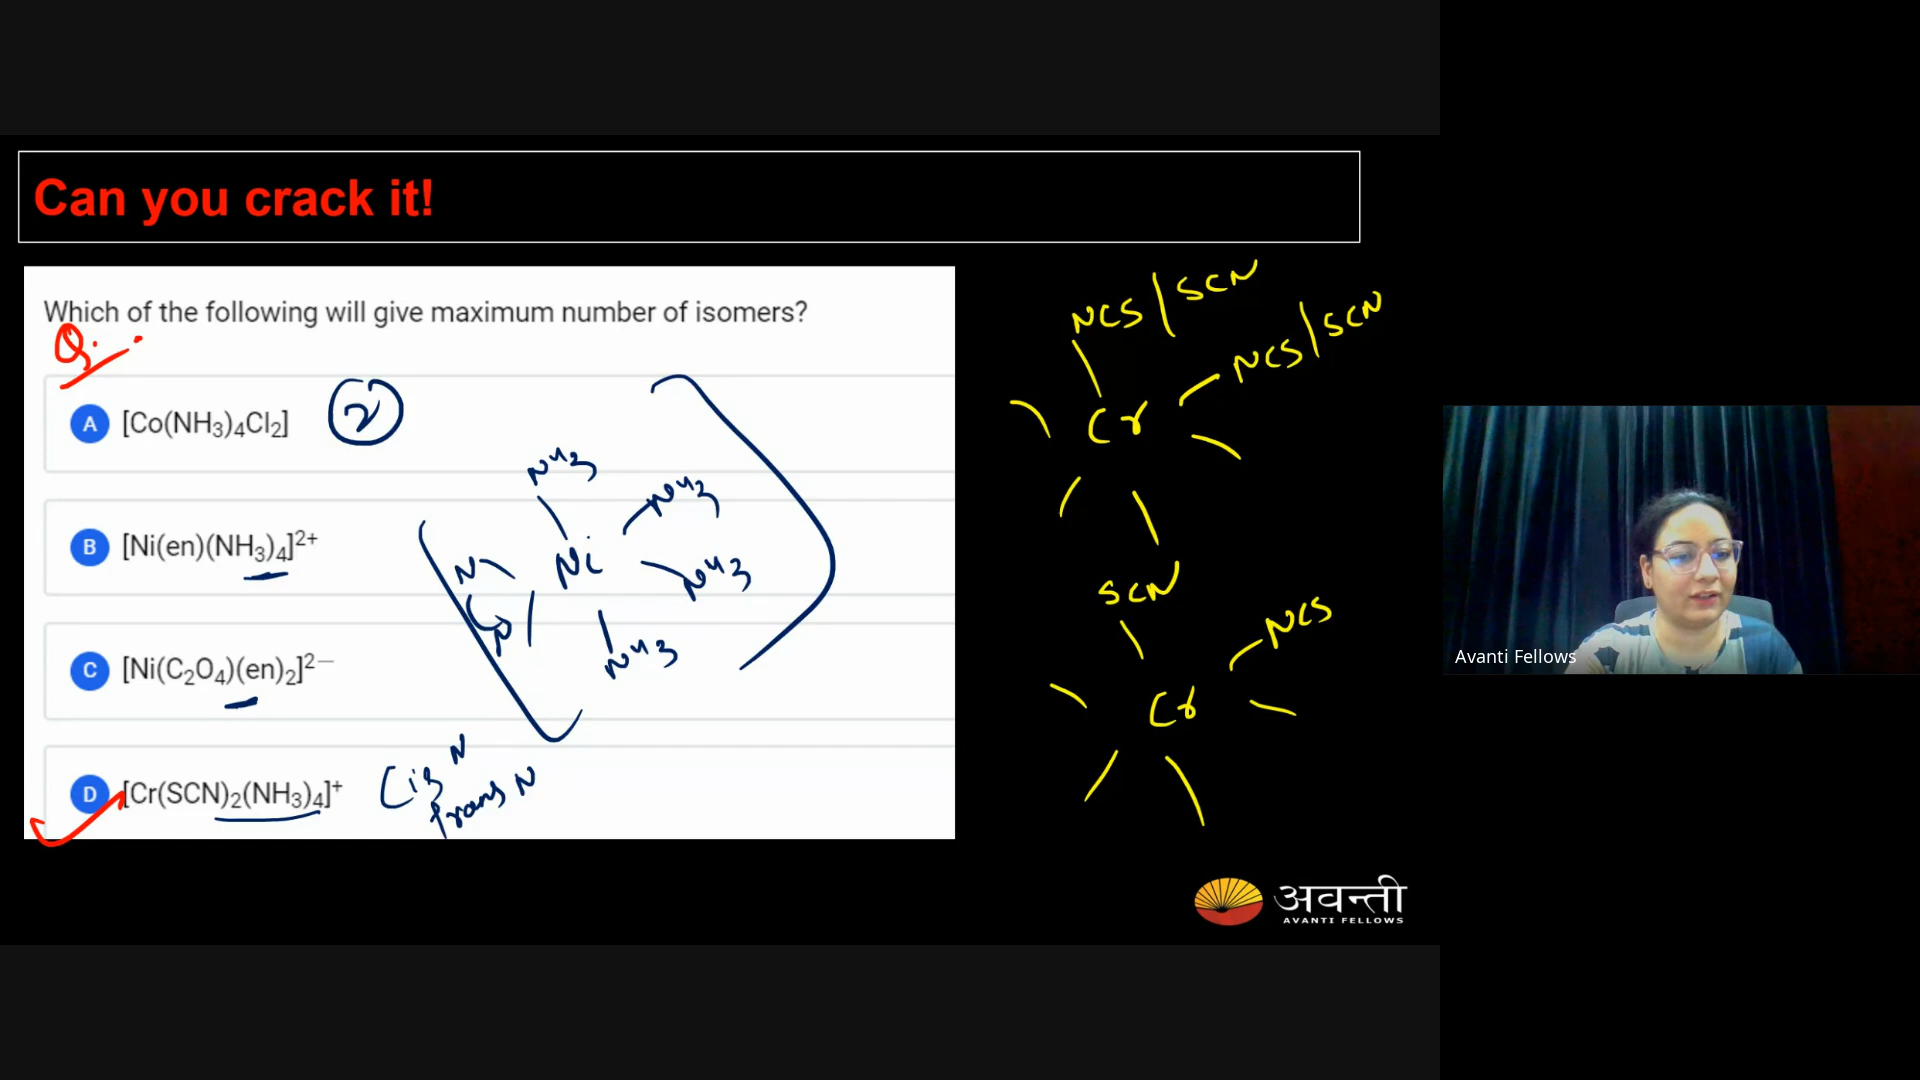 Can you crack it!
Which of the following will give maximum number of isomers?
Q.
A [Co(NH₃)₄Cl₂] 2
B [Ni(en)(NH₃)₄]²⁺
C [Ni(C₂O₄)(en)₂]²⁻
D [Cr(SCN)₂(NH₃)₄]⁺
NH3
NH3
N Ni
NH3
N
NH3
Cis N
trans N
NCS/SCN
NCS/SCN
Cr
SCN
NCS
Cr
Avanti Fellows
अवन्ती
AVANTI FELLOWS